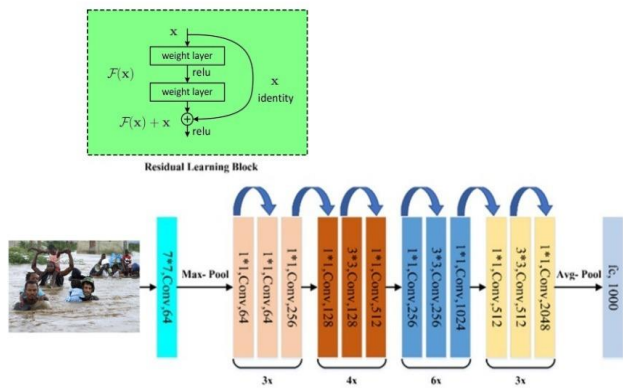 x
weight layer
F(x)
relu
x
weight layer
identity
F(x) + x
relu
Residual Learning Block
7*7,Conv,64
Max- Pool
1*1,Conv,64
1*1,Conv,64
1*1,Conv,256
1*1,Conv,128
3*3,Conv,128
1*1,Conv,512
1*1,Conv,256
3*3,Conv,256
1*1,Conv,1024
1*1,Conv,512
3*3,Conv,512
1*1,Conv,2048
Avg- Pool
fc, 1000
3x
4x
6x
3x